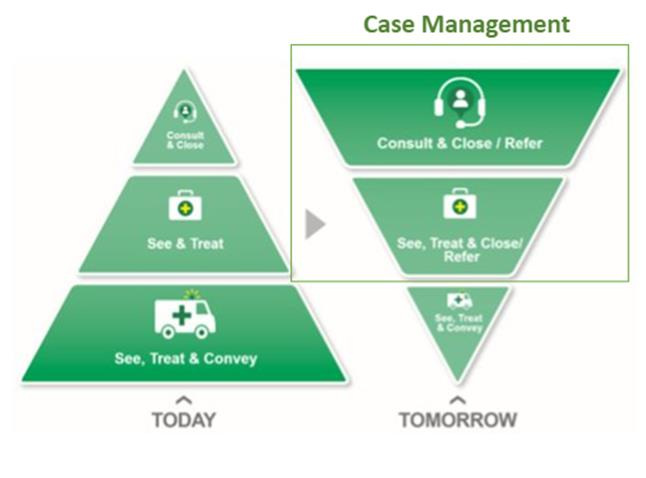 Case Management
Consult
& Close
See & Treat
See, Treat & Convey
TODAY
Consult & Close / Refer
See, Treat & Close/
Refer
See, Treat
& Convey
TOMORROW